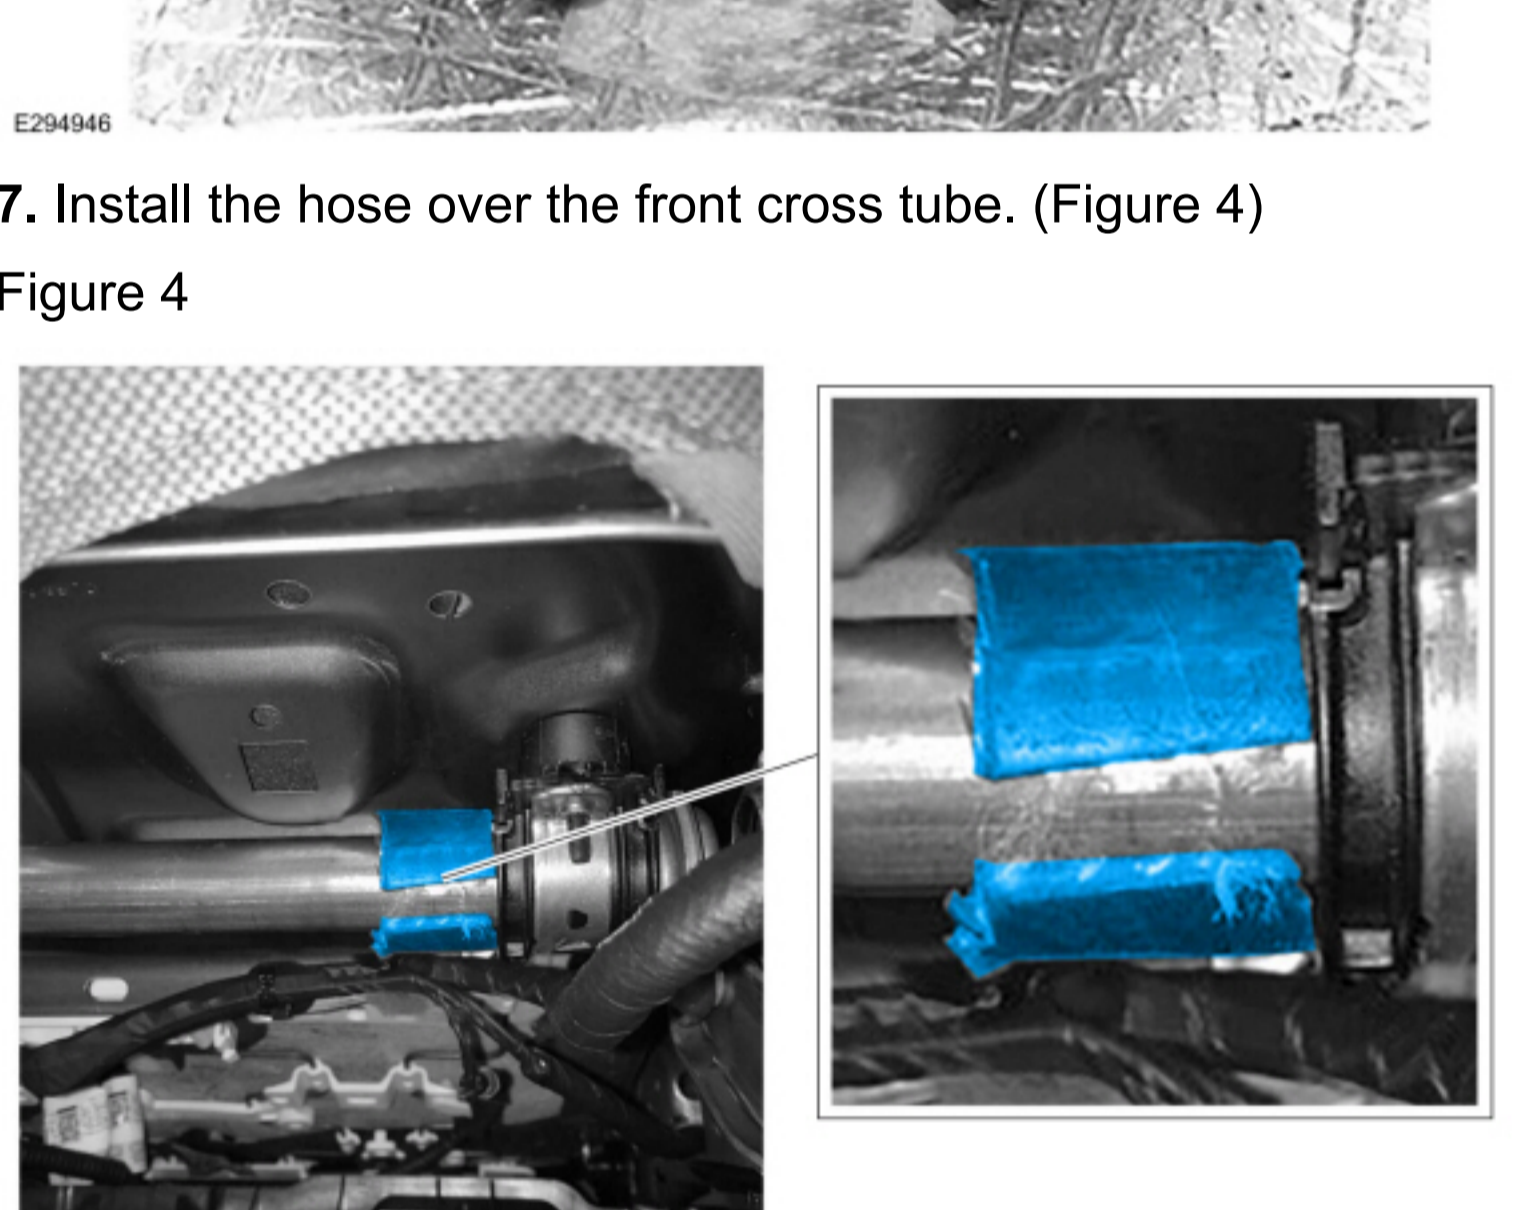 E294946
7. Install the hose over the front cross tube. (Figure 4)
Figure 4